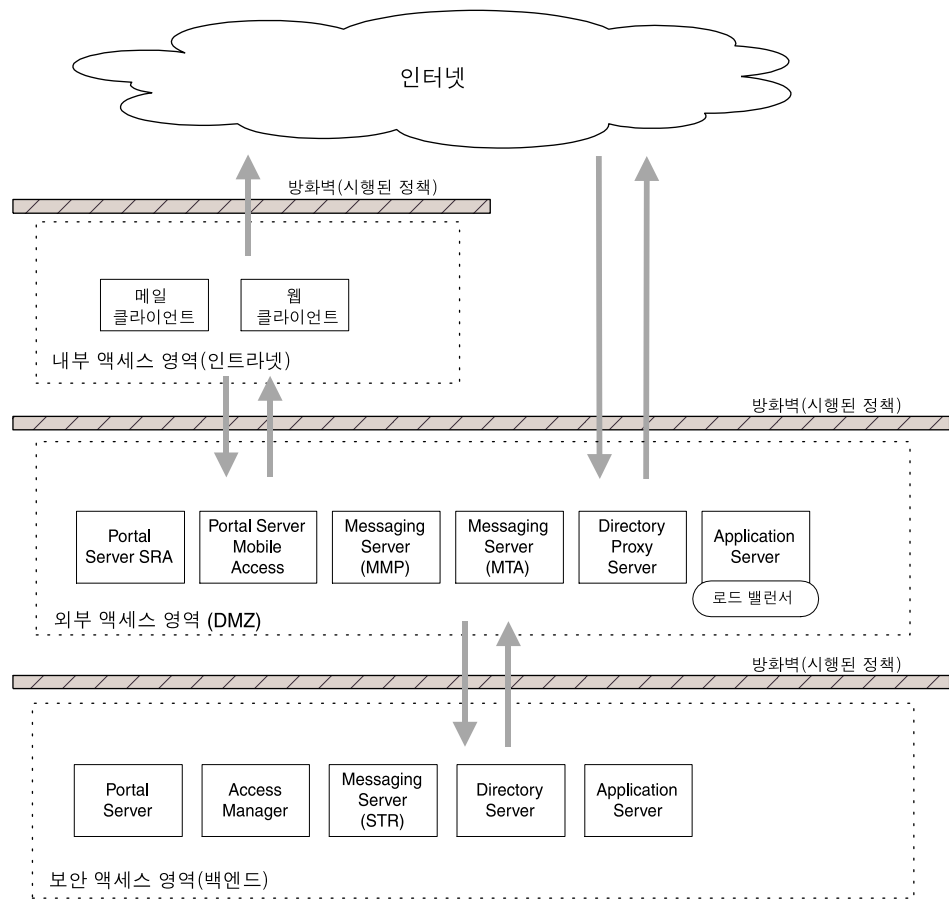 인터넷
방화벽(시행된 정책)
메일
클라이언트
웹
클라이언트
내부 액세스 영역(인트라넷)
방화벽(시행된 정책)
Portal
Server SRA
Portal Server
Mobile
Access
Messaging
Server
(MMP)
Messaging
Server
(MTA)
Directory
Proxy
Server
Application
Server
로드 밸런서
외부 액세스 영역 (DMZ)
방화벽(시행된 정책)
Portal
Server
Access
Manager
Messaging
Server
(STR)
Directory
Server
Application
Server
보안 액세스 영역(백엔드)